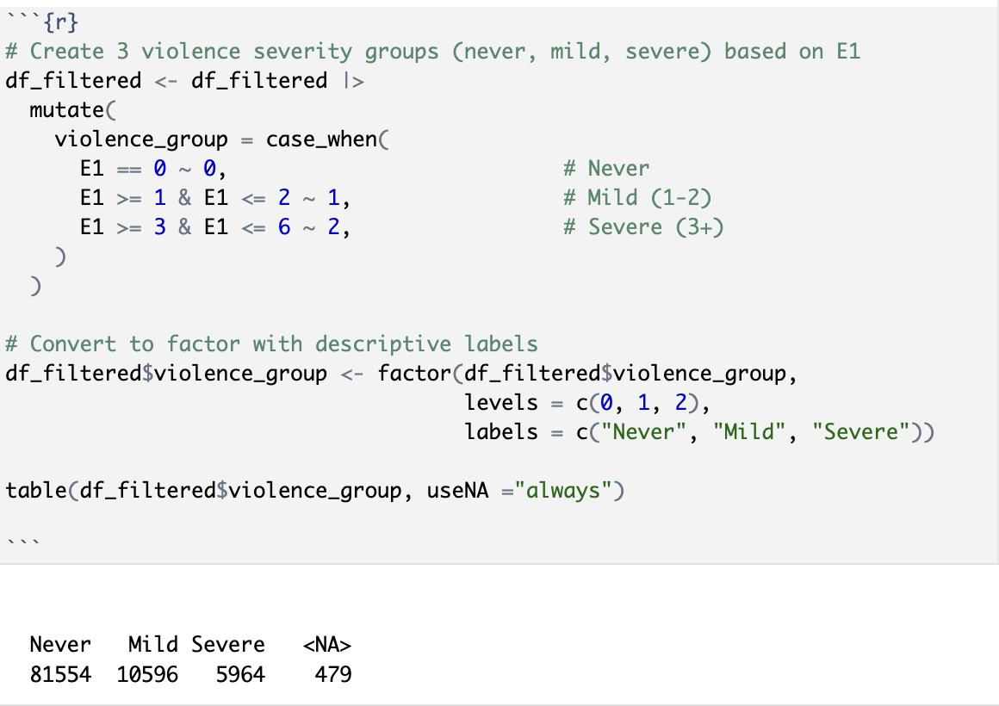 ```{r}
# Create 3 violence severity groups (never, mild, severe) based on E1
df_filtered <- df_filtered |>
  mutate(
    violence_group = case_when(
      E1 == 0 ~ 0,                           # Never
      E1 >= 1 & E1 <= 2 ~ 1,                 # Mild (1-2)
      E1 >= 3 & E1 <= 6 ~ 2,                 # Severe (3+)
    )
  )

# Convert to factor with descriptive labels
df_filtered$violence_group <- factor(df_filtered$violence_group,
                                     levels = c(0, 1, 2),
                                     labels = c("Never", "Mild", "Severe"))

table(df_filtered$violence_group, useNA ="always")

```

  Never   Mild Severe   <NA>
  81554  10596   5964    479